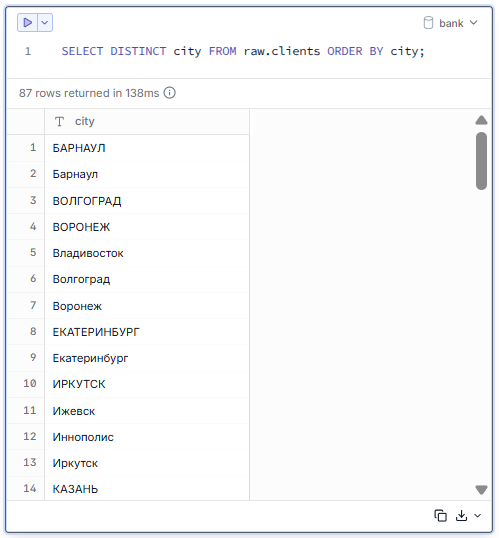 bank
1 SELECT DISTINCT city FROM raw.clients ORDER BY city;
87 rows returned in 138ms
city
1 БАРНАУЛ
2 Барнаул
3 ВОЛГОГРАД
4 ВОРОНЕЖ
5 Владивосток
6 Волгоград
7 Воронеж
8 ЕКАТЕРИНБУРГ
9 Екатеринбург
10 ИРКУТСК
11 Ижевск
12 Иннополис
13 Иркутск
14 КАЗАНЬ